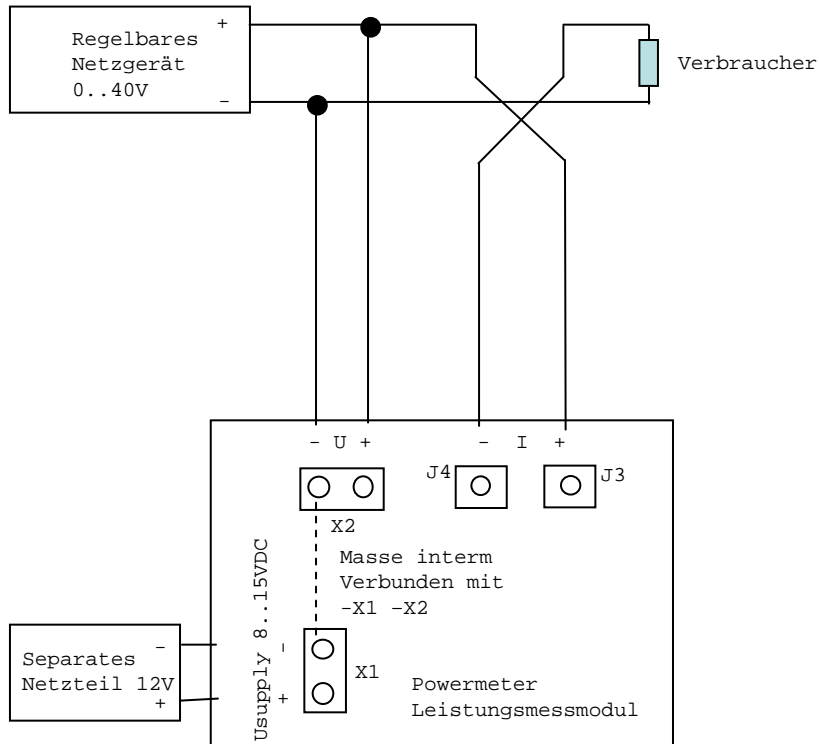 +
Regelbares
Netzgerät
0..40V
–
Verbraucher
– U +
– I +
J4
J3
X2
Masse interm
Verbunden mit
-X1 –X2
Usupply 8..15VDC
–
+
X1
Separates
Netzteil 12V
–
+
Powermeter
Leistungsmessmodul